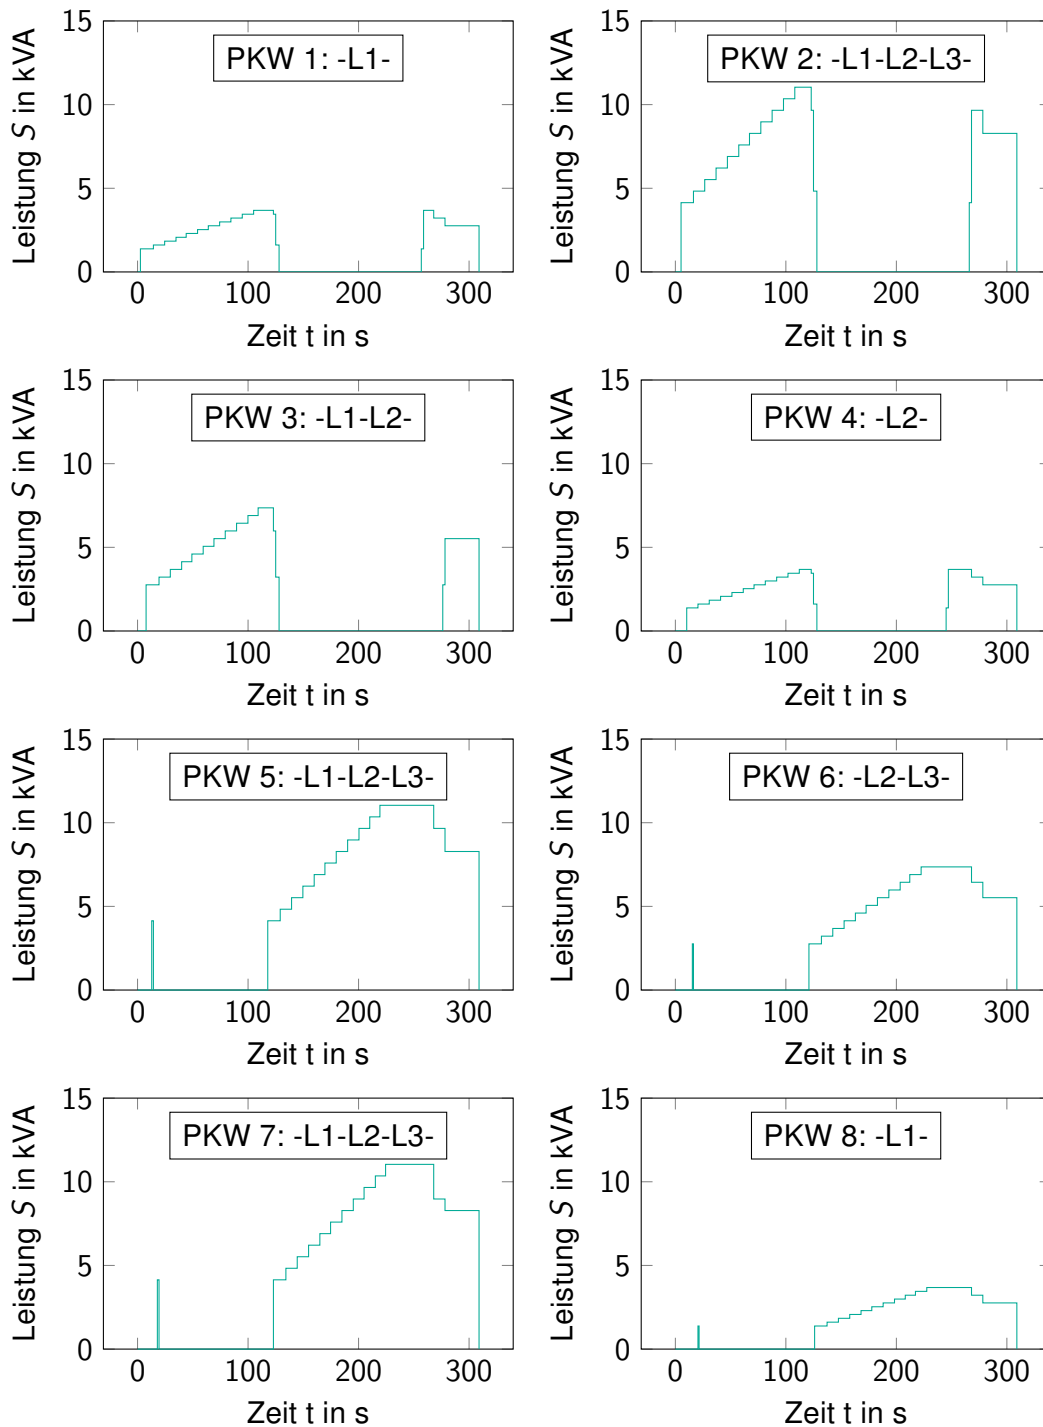 PKW 1: -L1-
Leistung S in kVA
15
10
5
0
0 100 200 300
Zeit t in s
PKW 2: -L1-L2-L3-
Leistung S in kVA
15
10
5
0
0 100 200 300
Zeit t in s
PKW 3: -L1-L2-
Leistung S in kVA
15
10
5
0
0 100 200 300
Zeit t in s
PKW 4: -L2-
Leistung S in kVA
15
10
5
0
0 100 200 300
Zeit t in s
PKW 5: -L1-L2-L3-
Leistung S in kVA
15
10
5
0
0 100 200 300
Zeit t in s
PKW 6: -L2-L3-
Leistung S in kVA
15
10
5
0
0 100 200 300
Zeit t in s
PKW 7: -L1-L2-L3-
Leistung S in kVA
15
10
5
0
0 100 200 300
Zeit t in s
PKW 8: -L1-
Leistung S in kVA
15
10
5
0
0 100 200 300
Zeit t in s